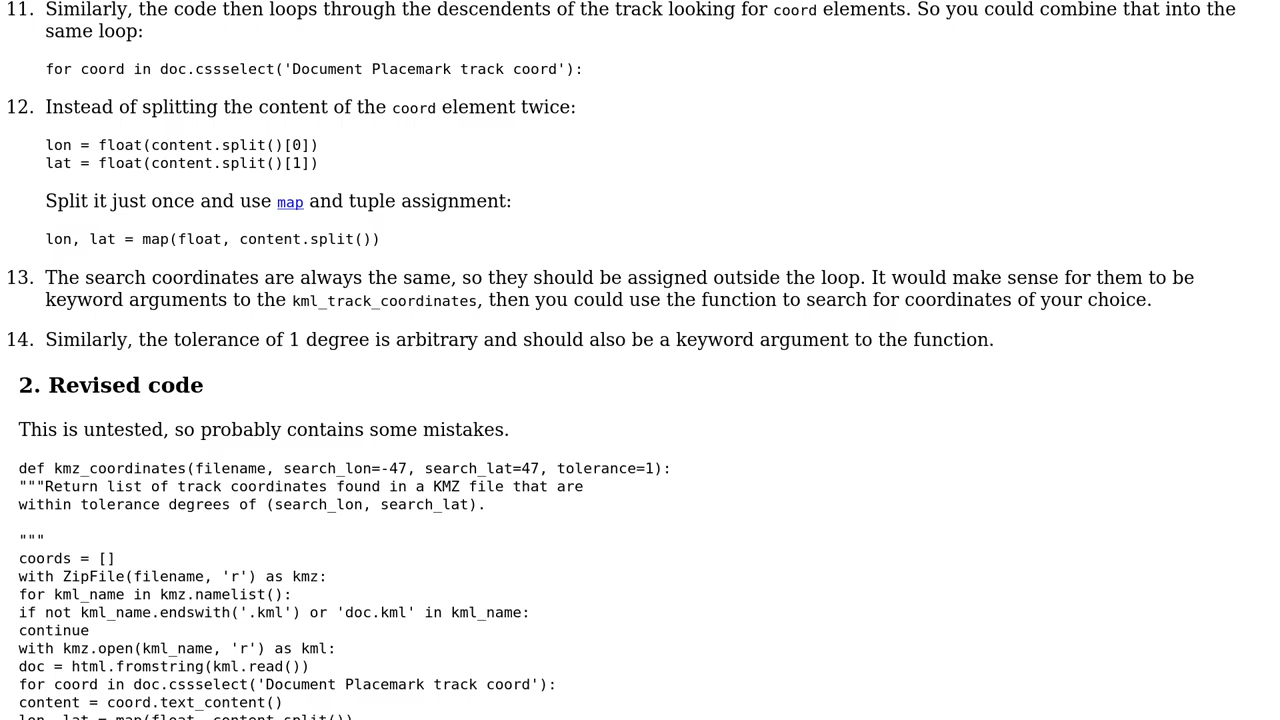 11. Similarly, the code then loops through the descendents of the track looking for coord elements. So you could combine that into the
same loop:
for coord in doc.cssselect('Document Placemark track coord'):
12. Instead of splitting the content of the coord element twice:
lon = float(content.split()[0])
lat = float(content.split()[1])
Split it just once and use map and tuple assignment:
lon, lat = map(float, content.split())
13. The search coordinates are always the same, so they should be assigned outside the loop. It would make sense for them to be
keyword arguments to the kml_track_coordinates, then you could use the function to search for coordinates of your choice.
14. Similarly, the tolerance of 1 degree is arbitrary and should also be a keyword argument to the function.
2. Revised code
This is untested, so probably contains some mistakes.
def kmz_coordinates(filename, search_lon=-47, search_lat=47, tolerance=1):
"""Return list of track coordinates found in a KMZ file that are
within tolerance degrees of (search_lon, search_lat).
"""
coords = []
with ZipFile(filename, 'r') as kmz:
for kml_name in kmz.namelist():
if not kml_name.endswith('.kml') or 'doc.kml' in kml_name:
continue
with kmz.open(kml_name, 'r') as kml:
doc = html.fromstring(kml.read())
for coord in doc.cssselect('Document Placemark track coord'):
content = coord.text_content()
lon, lat = map(float, content.split())